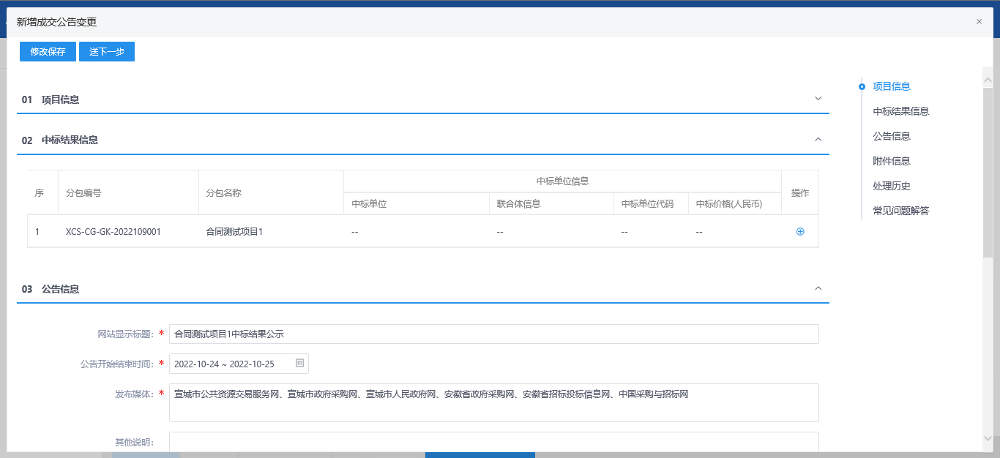 新增成交公告变更
×
修改保存
送下一步
01 项目信息
02 中标结果信息
序 分包编号 分包名称 中标单位信息 操作
中标单位 联合体信息 中标单位代码 中标价格(人民币)
1 XCS-CG-GK-2022109001 合同测试项目1 -- -- -- --
03 公告信息
网站显示标题: * 合同测试项目1中标结果公示
公告开始结束时间: * 2022-10-24 ~ 2022-10-25
发布媒体: * 宣城市公共资源交易服务网、宣城市政府采购网、宣城市人民政府网、安徽省政府采购网、安徽省招标投标信息网、中国采购与招标网
其他说明:
项目信息
中标结果信息
公告信息
附件信息
处理历史
常见问题解答